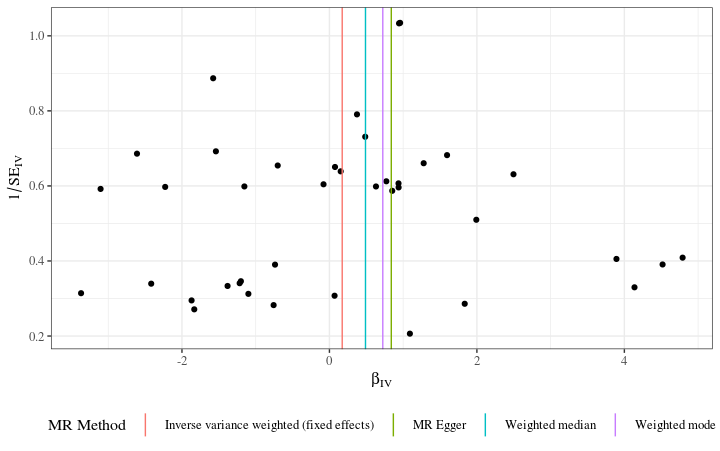 1/SE_IV
1.0
0.8
0.6
0.4
0.2
-2
0
2
4
β_IV
MR Method
Inverse variance weighted (fixed effects)
MR Egger
Weighted median
Weighted mode